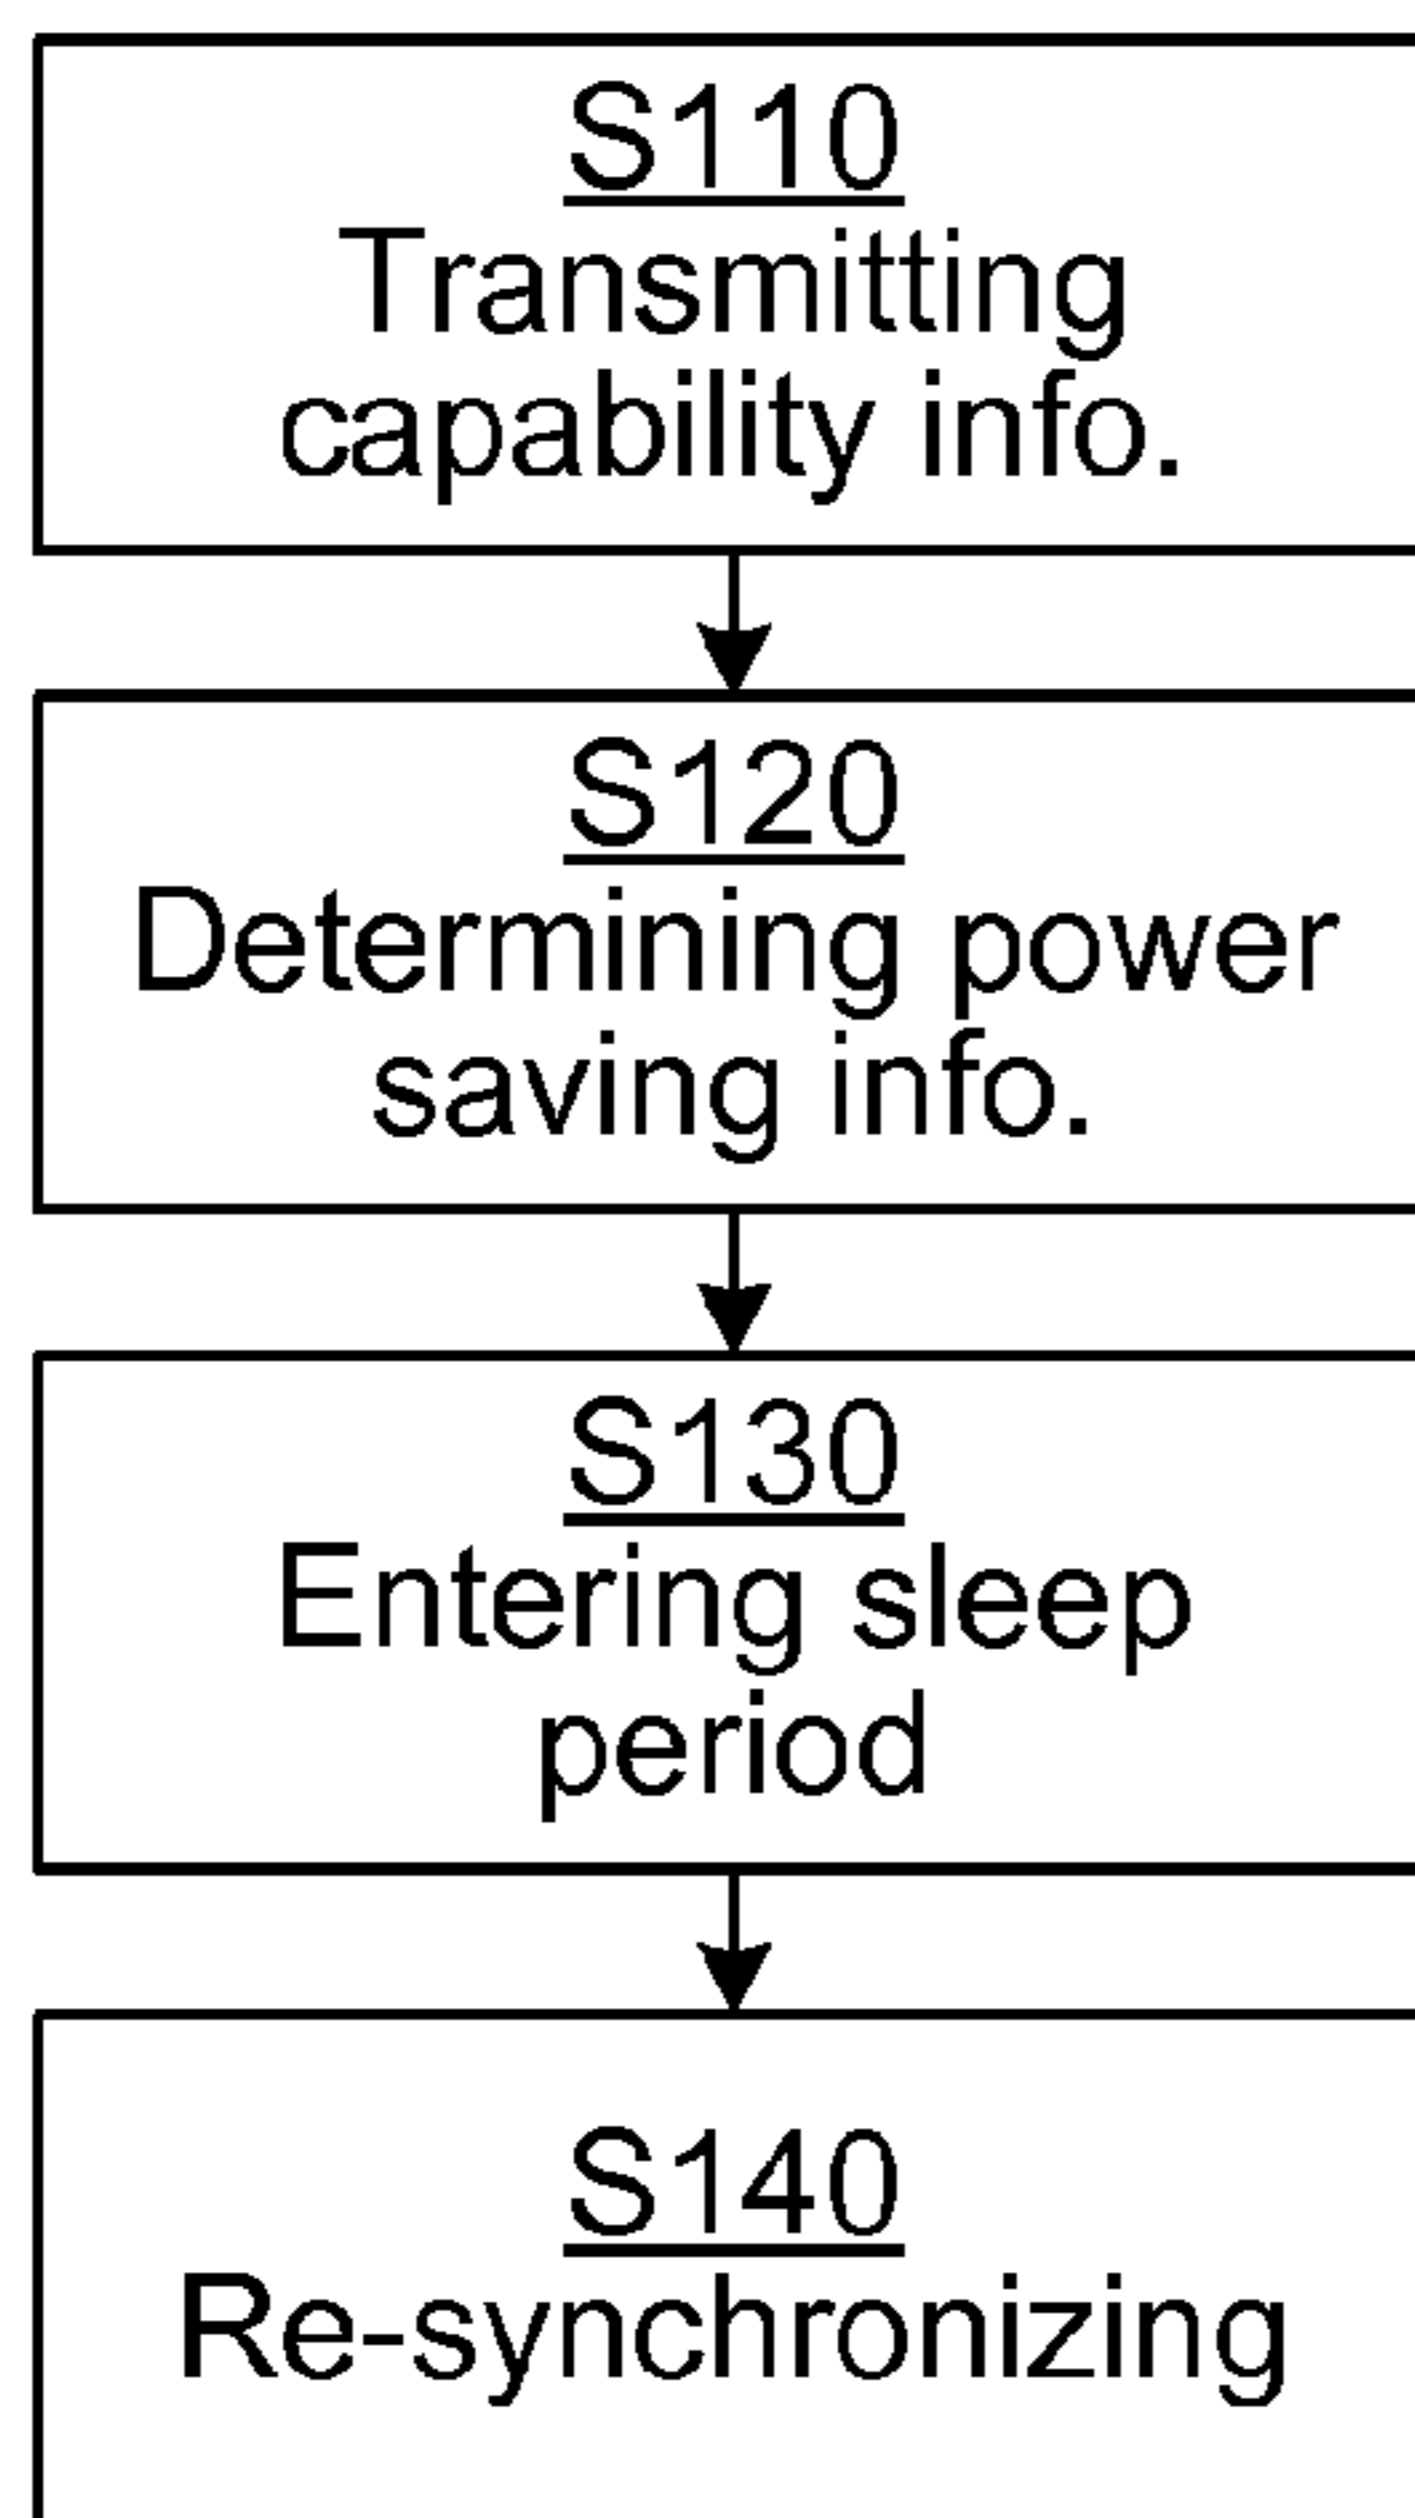 S110
Transmitting
capability info.
S120
Determining power
saving info.
S130
Entering sleep
period
S140
Re-synchronizing